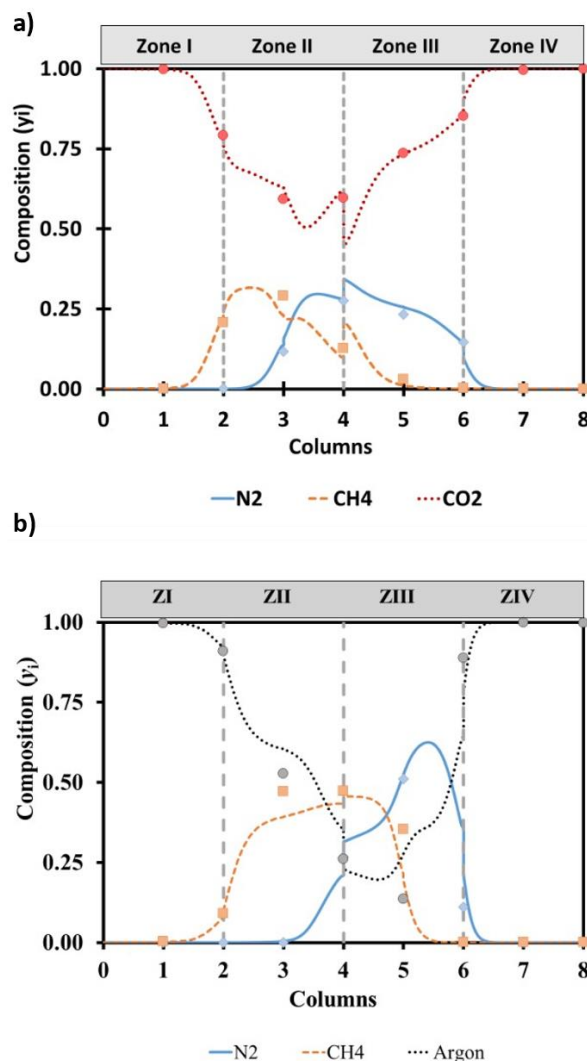 a)
Zone I Zone II Zone III Zone IV
Composition (yi)
1.00
0.75
0.50
0.25
0.00
0 1 2 3 4 5 6 7 8
Columns
N2 CH4 CO2
b)
ZI ZII ZIII ZIV
Composition (yi)
1.00
0.75
0.50
0.25
0.00
0 1 2 3 4 5 6 7 8
Columns
N2 CH4 Argon